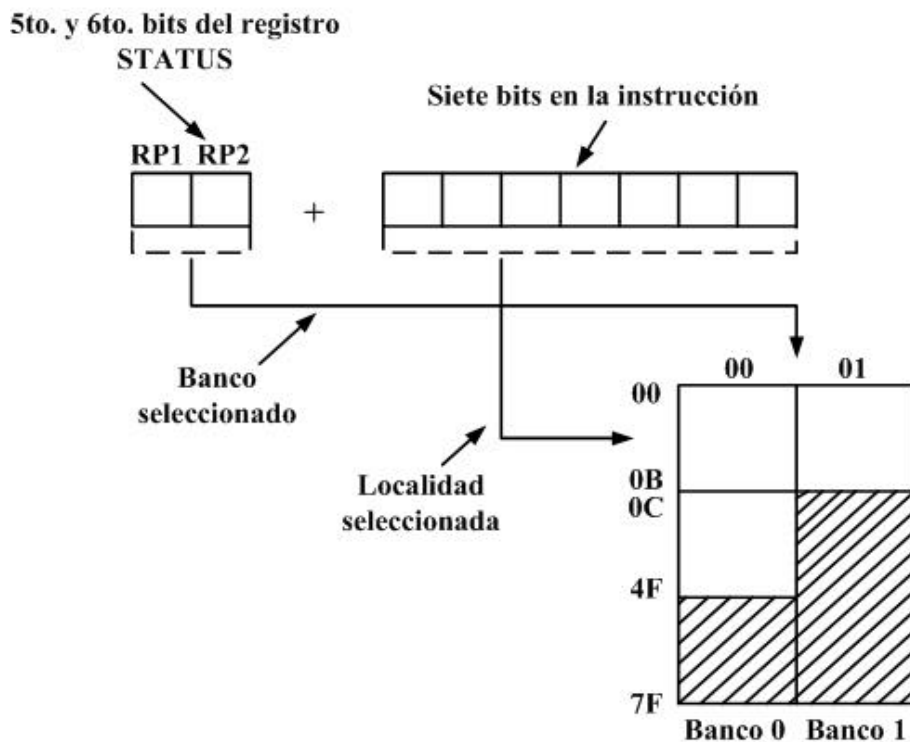 5to. y 6to. bits del registro
STATUS
Siete bits en la instrucción
RP1 RP2
+
Banco
seleccionado
Localidad
seleccionada
00 01
00
0B
0C
4F
7F
Banco 0 Banco 1